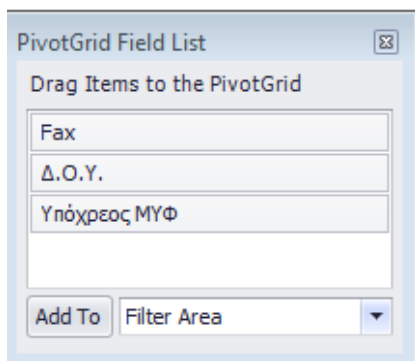 PivotGrid Field List
Drag Items to the PivotGrid
Fax
Δ.Ο.Υ.
Υπόχρεος ΜΥΦ
Add To Filter Area